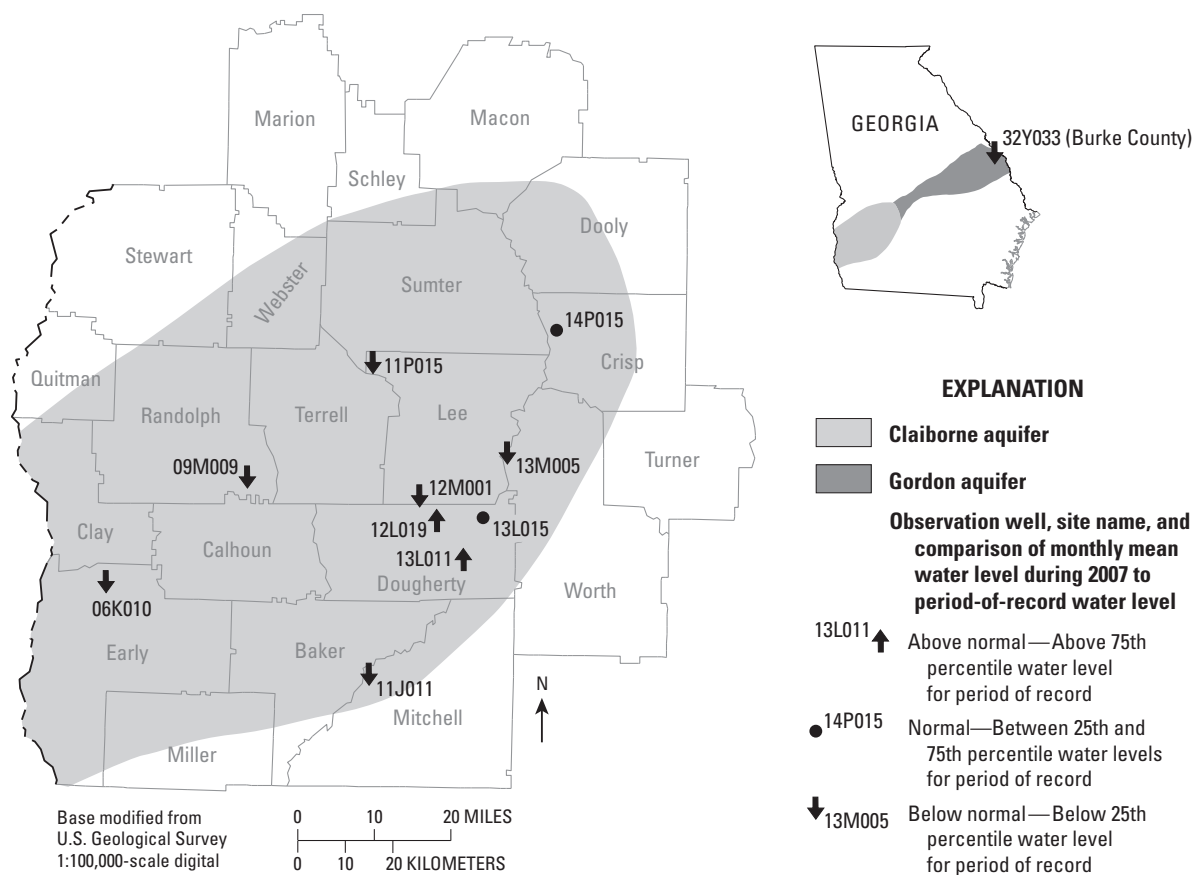 Marion
Macon
Schley
Dooly
Stewart
Webster
Sumter
14P015
Crisp
Quitman
11P015
Randolph
Terrell
Lee
09M009
13M005
Turner
12M001
12L019
13L015
Clay
Calhoun
13L011
Dougherty
06K010
Worth
Early
Baker
11J011
Mitchell
Miller
N
Base modified from
U.S. Geological Survey
1:100,000-scale digital
0 10 20 MILES
0 10 20 KILOMETERS
GEORGIA
32Y033 (Burke County)
EXPLANATION
Claiborne aquifer
Gordon aquifer
Observation well, site name, and
comparison of monthly mean
water level during 2007 to
period-of-record water level
13L011 Above normal—Above 75th
percentile water level
for period of record
14P015 Normal—Between 25th and
75th percentile water levels
for period of record
13M005 Below normal—Below 25th
percentile water level
for period of record